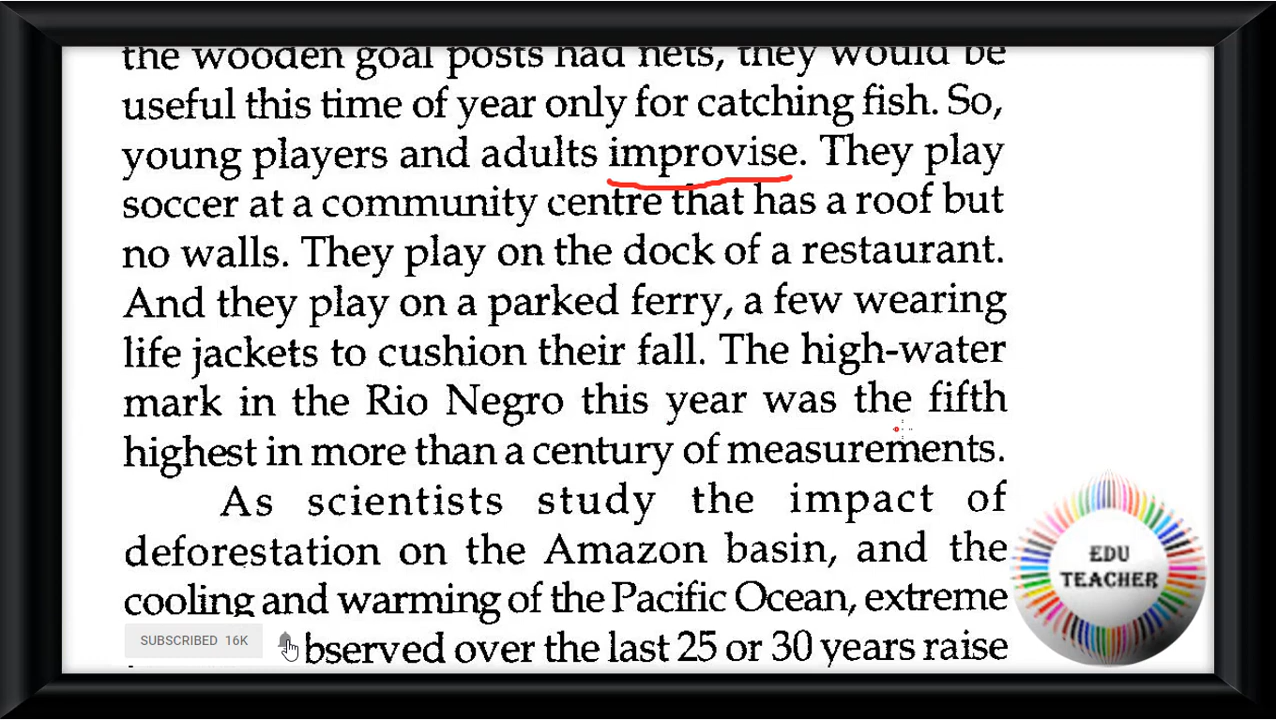 the wooden goal posts had nets, they would be
useful this time of year only for catching fish. So,
young players and adults improvise. They play
soccer at a community centre that has a roof but
no walls. They play on the dock of a restaurant.
And they play on a parked ferry, a few wearing
life jackets to cushion their fall. The high-water
mark in the Rio Negro this year was the fifth
highest in more than a century of measurements.
As scientists study the impact of
deforestation on the Amazon basin, and the
cooling and warming of the Pacific Ocean, extreme
bserved over the last 25 or 30 years raise
SUBSCRIBED 16K
EDU
TEACHER